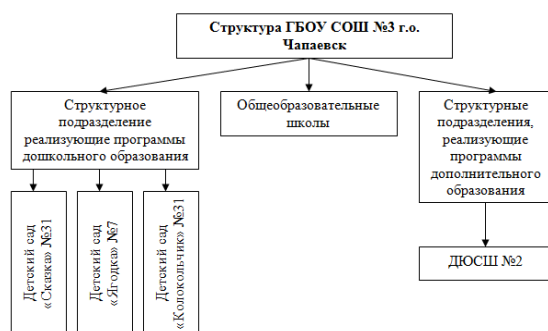 Структура ГБОУ СОШ №3 г.о.
Чапаевск
Структурное
подразделение
реализующие программы
дошкольного образования
Общеобразовательные
школы
Структурные
подразделения,
реализующие
программы
дополнительного
образования
Детский сад
«Сказка» №31
Детский сад
«Ягодка» №7
Детский сад
«Колокольчик» №31
ДЮСШ №2